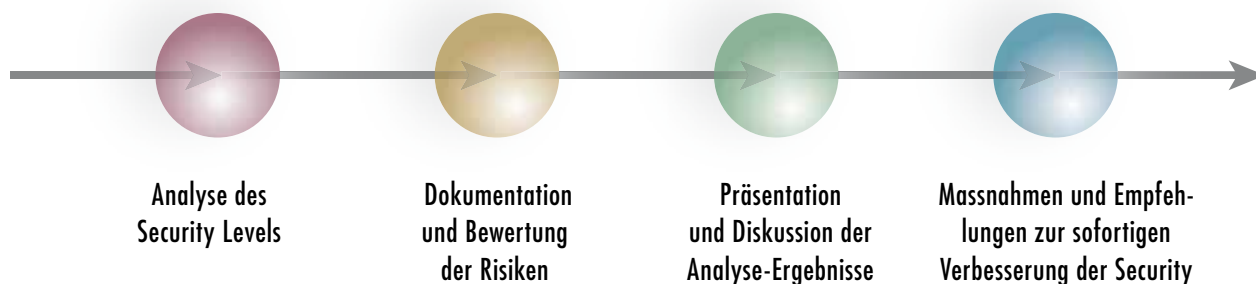 Analyse des
Security Levels
Dokumentation
und Bewertung
der Risiken
Präsentation
und Diskussion der
Analyse-Ergebnisse
Massnahmen und Empfeh-
lungen zur sofortigen
Verbesserung der Security